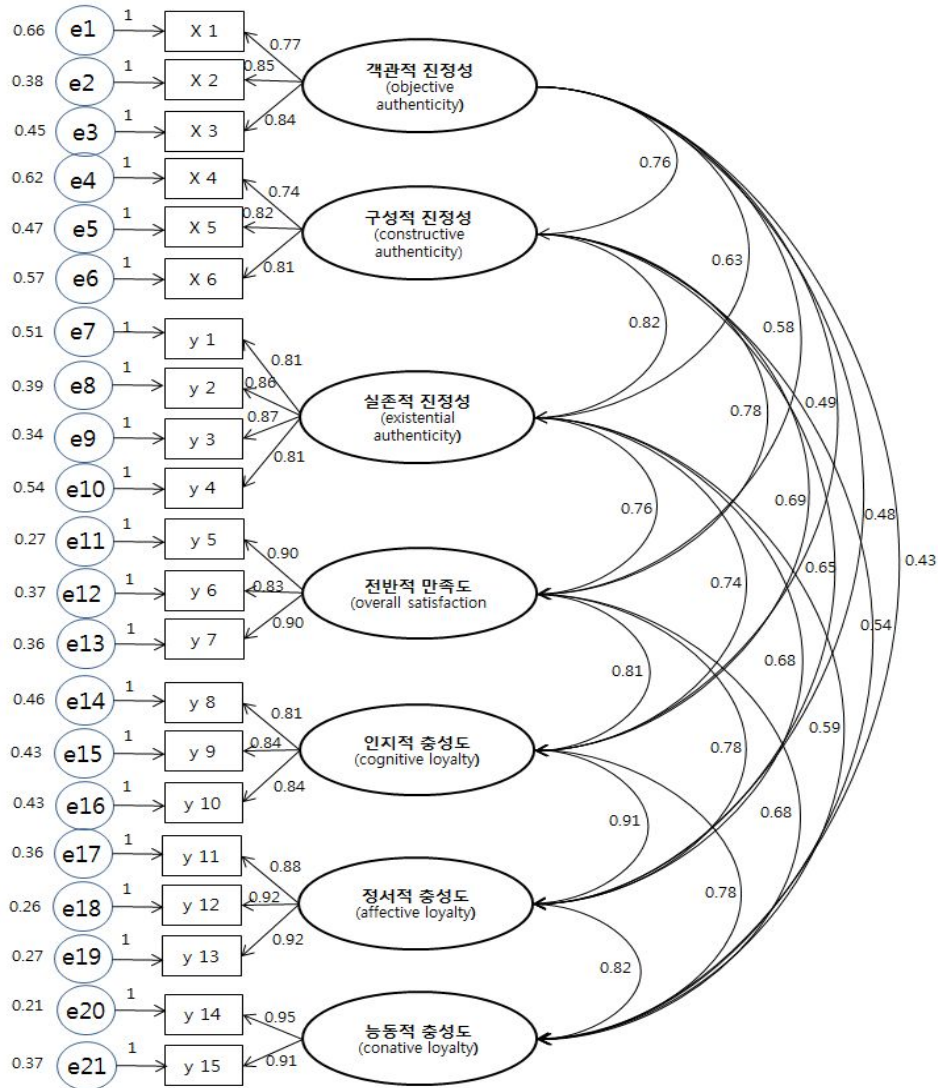 0.66 e1 1 X 1 0.77
0.38 e2 1 X 2 0.85
0.45 e3 1 X 3 0.84
객관적 진정성
(objective
authenticity)
0.62 e4 1 X 4 0.74
0.47 e5 1 X 5 0.82
0.57 e6 1 X 6 0.81
구성적 진정성
(constructive
authenticity)
0.51 e7 1 y 1 0.81
0.39 e8 1 y 2 0.86
0.34 e9 1 y 3 0.87
0.54 e10 1 y 4 0.81
실존적 진정성
(existential
authenticity)
0.27 e11 1 y 5 0.90
0.37 e12 1 y 6 0.83
0.36 e13 1 y 7 0.90
전반적 만족도
(overall satisfaction
0.46 e14 1 y 8 0.81
0.43 e15 1 y 9 0.84
0.43 e16 1 y 10 0.84
인지적 충성도
(cognitive loyalty)
0.36 e17 1 y 11 0.88
0.26 e18 1 y 12 0.92
0.27 e19 1 y 13 0.92
정서적 충성도
(affective loyalty)
0.21 e20 1 y 14 0.95
0.37 e21 1 y 15 0.91
능동적 충성도
(conative loyalty)
0.76
0.63
0.82
0.58
0.78
0.49
0.76
0.69
0.48
0.74
0.65
0.43
0.54
0.81
0.68
0.78
0.59
0.91
0.68
0.78
0.82